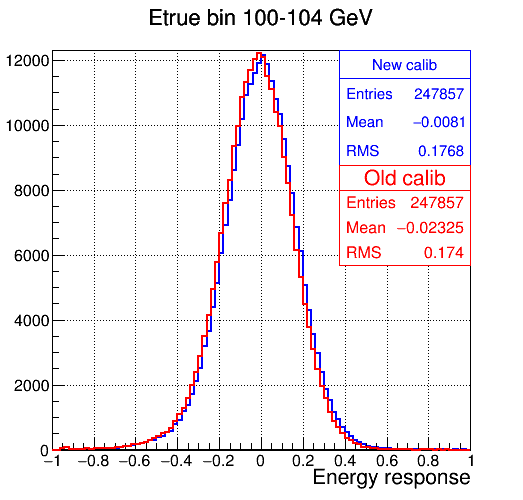 Etrue bin 100-104 GeV
12000
10000
8000
6000
4000
2000
0
New calib
Entries 247857
Mean −0.0081
RMS 0.1768
Old calib
Entries 247857
Mean −0.02325
RMS 0.174
−1 −0.8 −0.6 −0.4 −0.2 0 0.2 0.4 0.6 0.8 1
Energy response